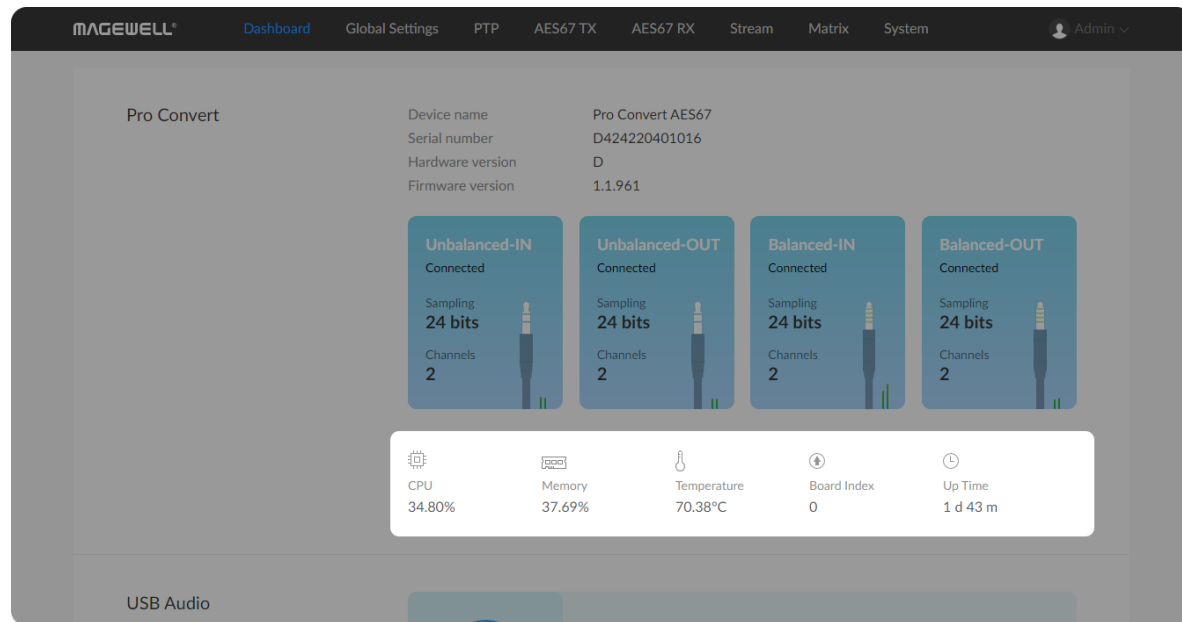 MAGEWELL® Dashboard Global Settings PTP AES67 TX AES67 RX Stream Matrix System Admin
Pro Convert
Device name Pro Convert AES67
Serial number D424220401016
Hardware version D
Firmware version 1.1.961
Unbalanced-IN Unbalanced-OUT Balanced-IN Balanced-OUT
Connected Connected Connected Connected
Sampling Sampling Sampling Sampling
24 bits 24 bits 24 bits 24 bits
Channels Channels Channels Channels
2 2 2 2
CPU Memory Temperature Board Index Up Time
34.80% 37.69% 70.38°C 0 1 d 43 m
USB Audio